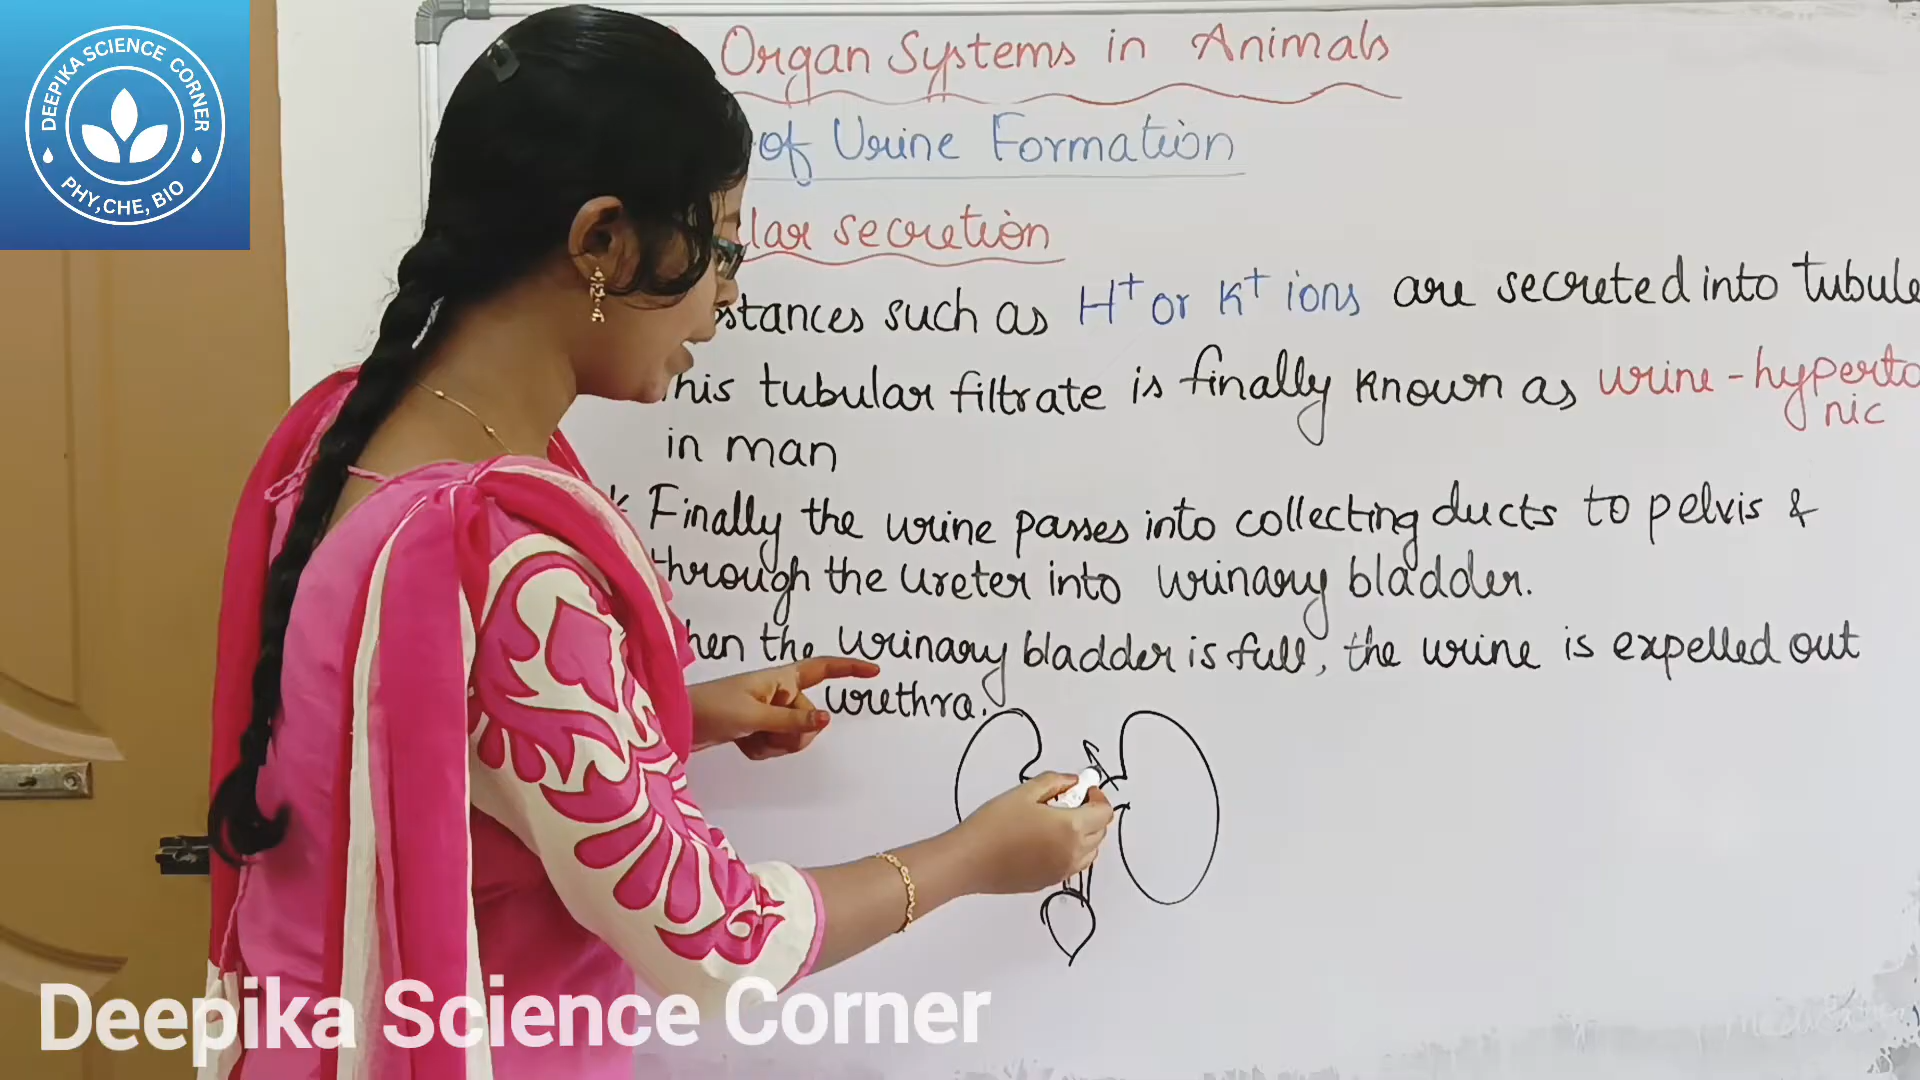 DEEPIKA SCIENCE CORNER
PHY, CHE, BIO
Organ Systems in Animals
of Urine Formation
lar secretion
stances such as H+ or K+ ions are secreted into tubule
his tubular filtrate is finally known as urine - hyperto
nic
in man
* Finally the urine passes into collecting ducts to pelvis &
through the ureter into urinary bladder.
hen the urinary bladder is full, the urine is expelled out
urethra.
Deepika Science Corner